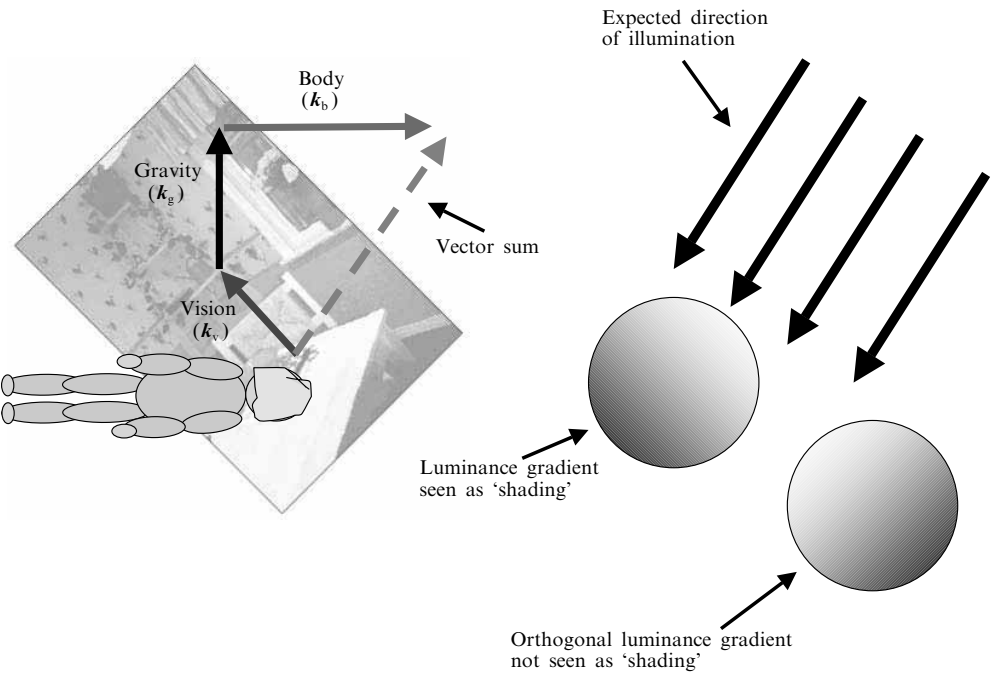 Expected direction
of illumination
Body
(k_b)
Gravity
(k_g)
Vector sum
Vision
(k_v)
Luminance gradient
seen as ‘shading’
Orthogonal luminance gradient
not seen as ‘shading’